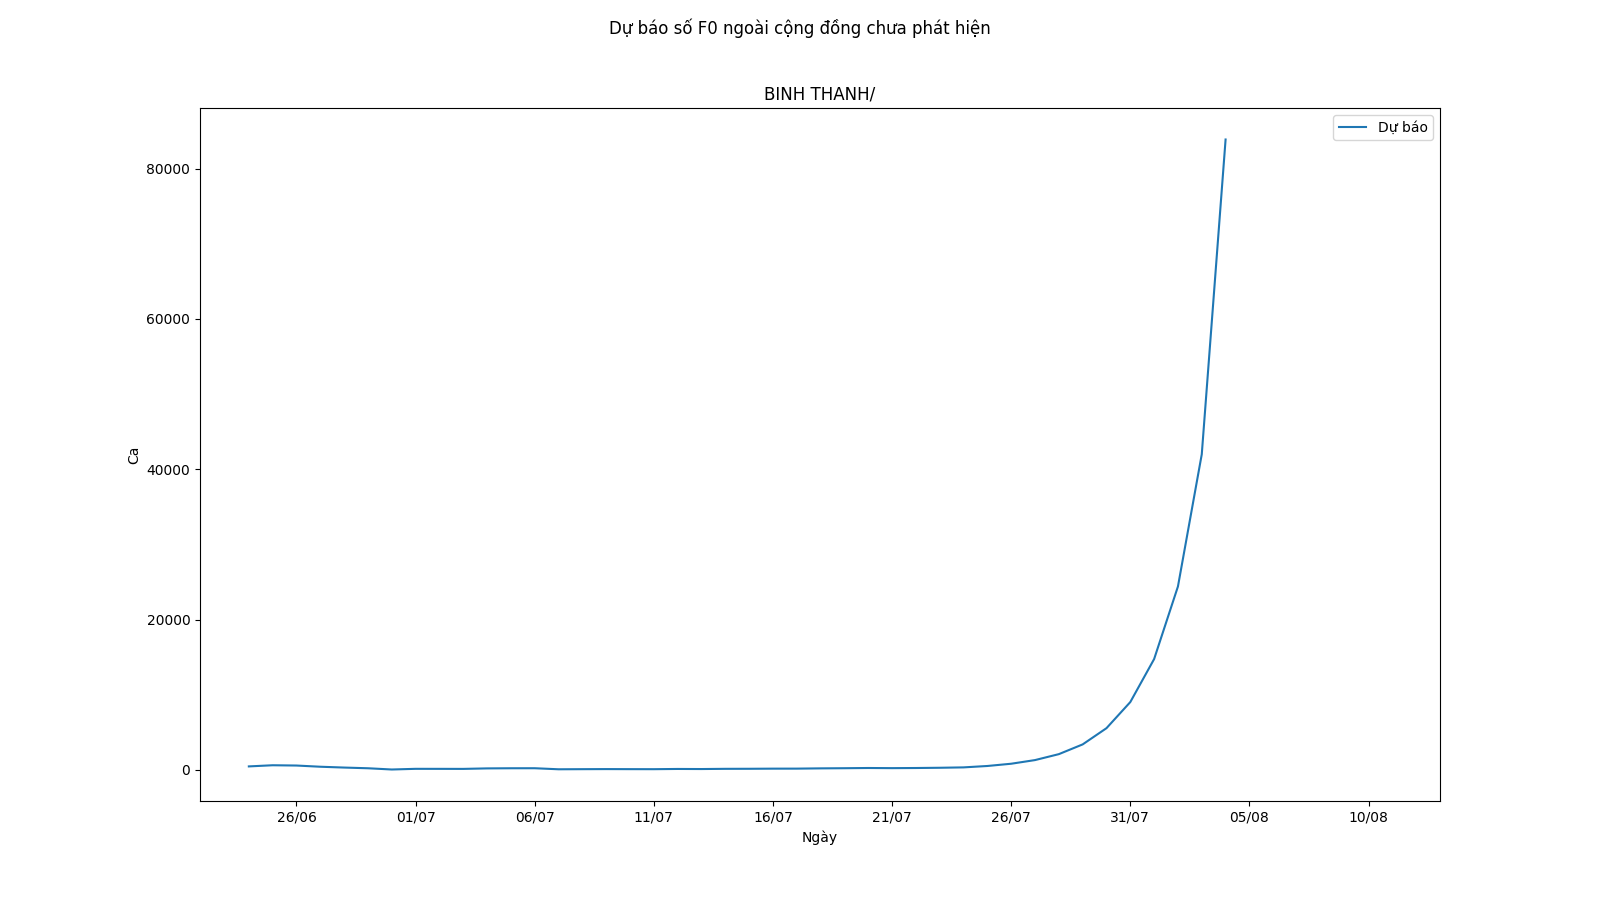 Dự báo số F0 ngoài cộng đồng chưa phát hiện
BINH THANH/
Dự báo
80000
60000
40000
20000
0
Ca
26/06 01/07 06/07 11/07 16/07 21/07 26/07 31/07 05/08 10/08
Ngày